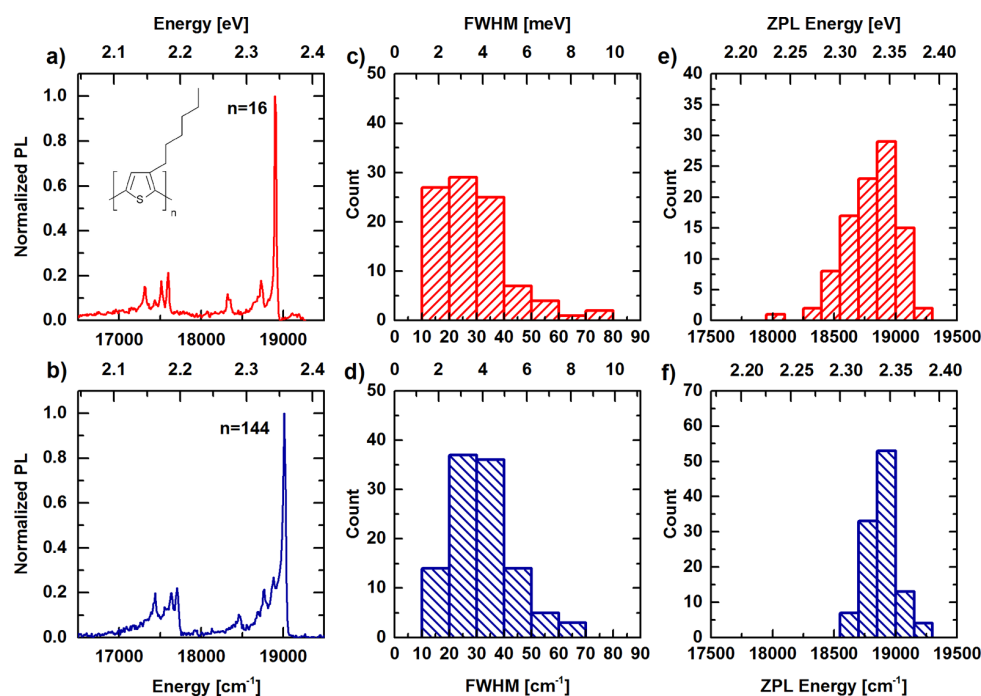 Energy [eV]
2.1 2.2 2.3 2.4
a)
n=16
S
n
Normalized PL
1.0
0.8
0.6
0.4
0.2
0.0
17000 18000 19000
FWHM [meV]
0 2 4 6 8 10
c)
Count
50
40
30
20
10
0
0 10 20 30 40 50 60 70 80 90
ZPL Energy [eV]
2.20 2.25 2.30 2.35 2.40
e)
Count
40
35
30
25
20
15
10
5
0
17500 18000 18500 19000 19500
2.1 2.2 2.3 2.4
b)
n=144
Normalized PL
1.0
0.8
0.6
0.4
0.2
0.0
17000 18000 19000
Energy [cm-1]
0 2 4 6 8 10
d)
Count
50
40
30
20
10
0
0 10 20 30 40 50 60 70 80 90
FWHM [cm-1]
2.20 2.25 2.30 2.35 2.40
f)
Count
70
60
50
40
30
20
10
0
17500 18000 18500 19000 19500
ZPL Energy [cm-1]